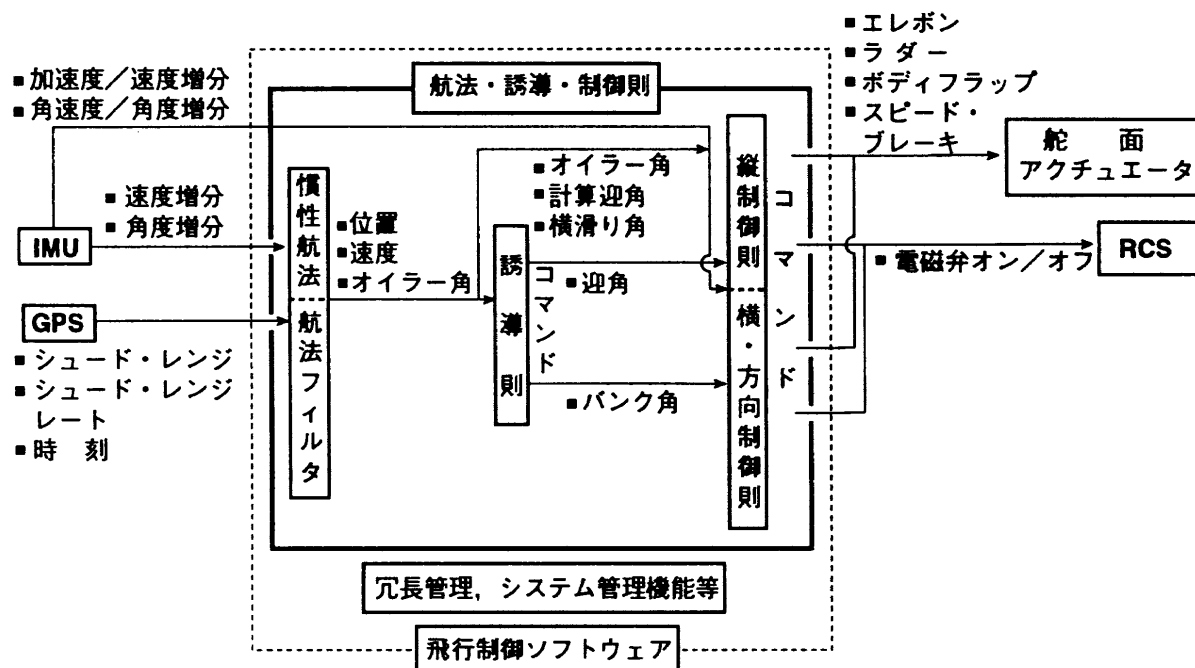 ■加速度／速度増分
■角速度／角度増分
■速度増分
■角度増分
IMU
GPS
■シュード・レンジ
■シュード・レンジ
レート
■時 刻
航法・誘導・制御則
慣性航法
航法フィルタ
■位置
■速度
■オイラー角
誘導則
コマンド
■オイラー角
■計算迎角
■横滑り角
■迎角
■バンク角
縦制御則
横・方向制御則
コマンド
■エレボン
■ラダー
■ボディフラップ
■スピード・
ブレーキ
舵 面
アクチュエータ
■電磁弁オン／オフ
RCS
冗長管理，システム管理機能等
飛行制御ソフトウェア